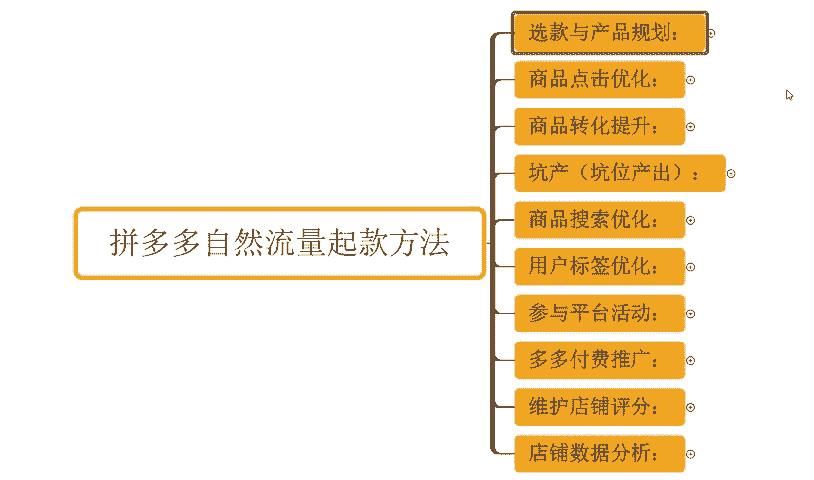 拼多多自然流量起款方法
选款与产品规划：
商品点击优化：
商品转化提升：
坑产（坑位产出）：
商品搜索优化：
用户标签优化：
参与平台活动：
多多付费推广：
维护店铺评分：
店铺数据分析：